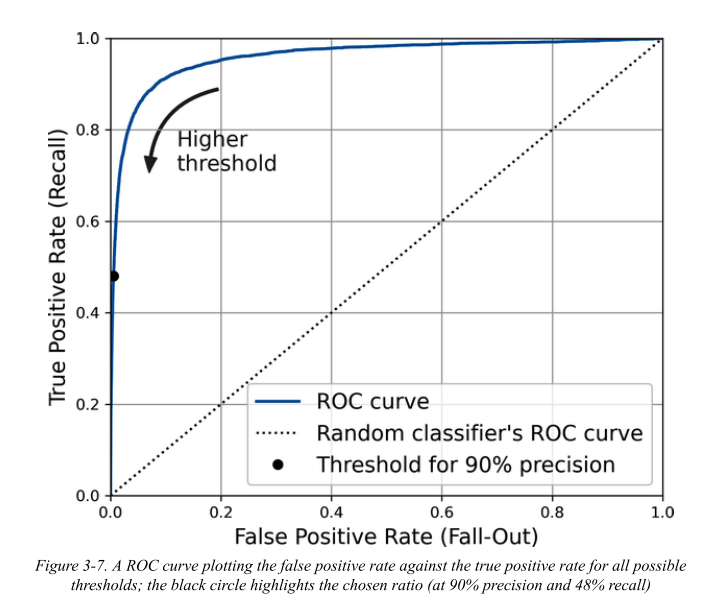 1.0
0.8
0.6
0.4
0.2
0.0
True Positive Rate (Recall)
Higher
threshold
ROC curve
Random classifier's ROC curve
Threshold for 90% precision
0.0 0.2 0.4 0.6 0.8 1.0
False Positive Rate (Fall-Out)
Figure 3-7. A ROC curve plotting the false positive rate against the true positive rate for all possible
thresholds; the black circle highlights the chosen ratio (at 90% precision and 48% recall)